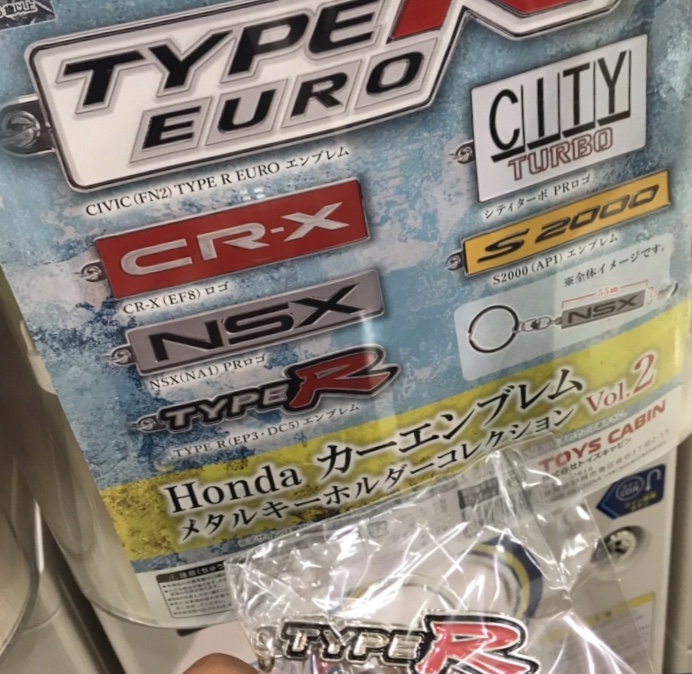 TYPE R
EURO
CIVIC (FN2) TYPE R EURO エンブレム
CITY
TURBO
シティターボ PRロゴ
CR-X
CR-X (EF8) ロゴ
S2000
S2000 (AP1) エンブレム
※全体イメージです。
NSX
NSX
NSX(NA1) PRロゴ
TYPE R
TYPE R (EP3・DC5) エンブレム
Honda カーエンブレム
メタルキーホルダーコレクション Vol.2
TOYS CABIN
TYPE R